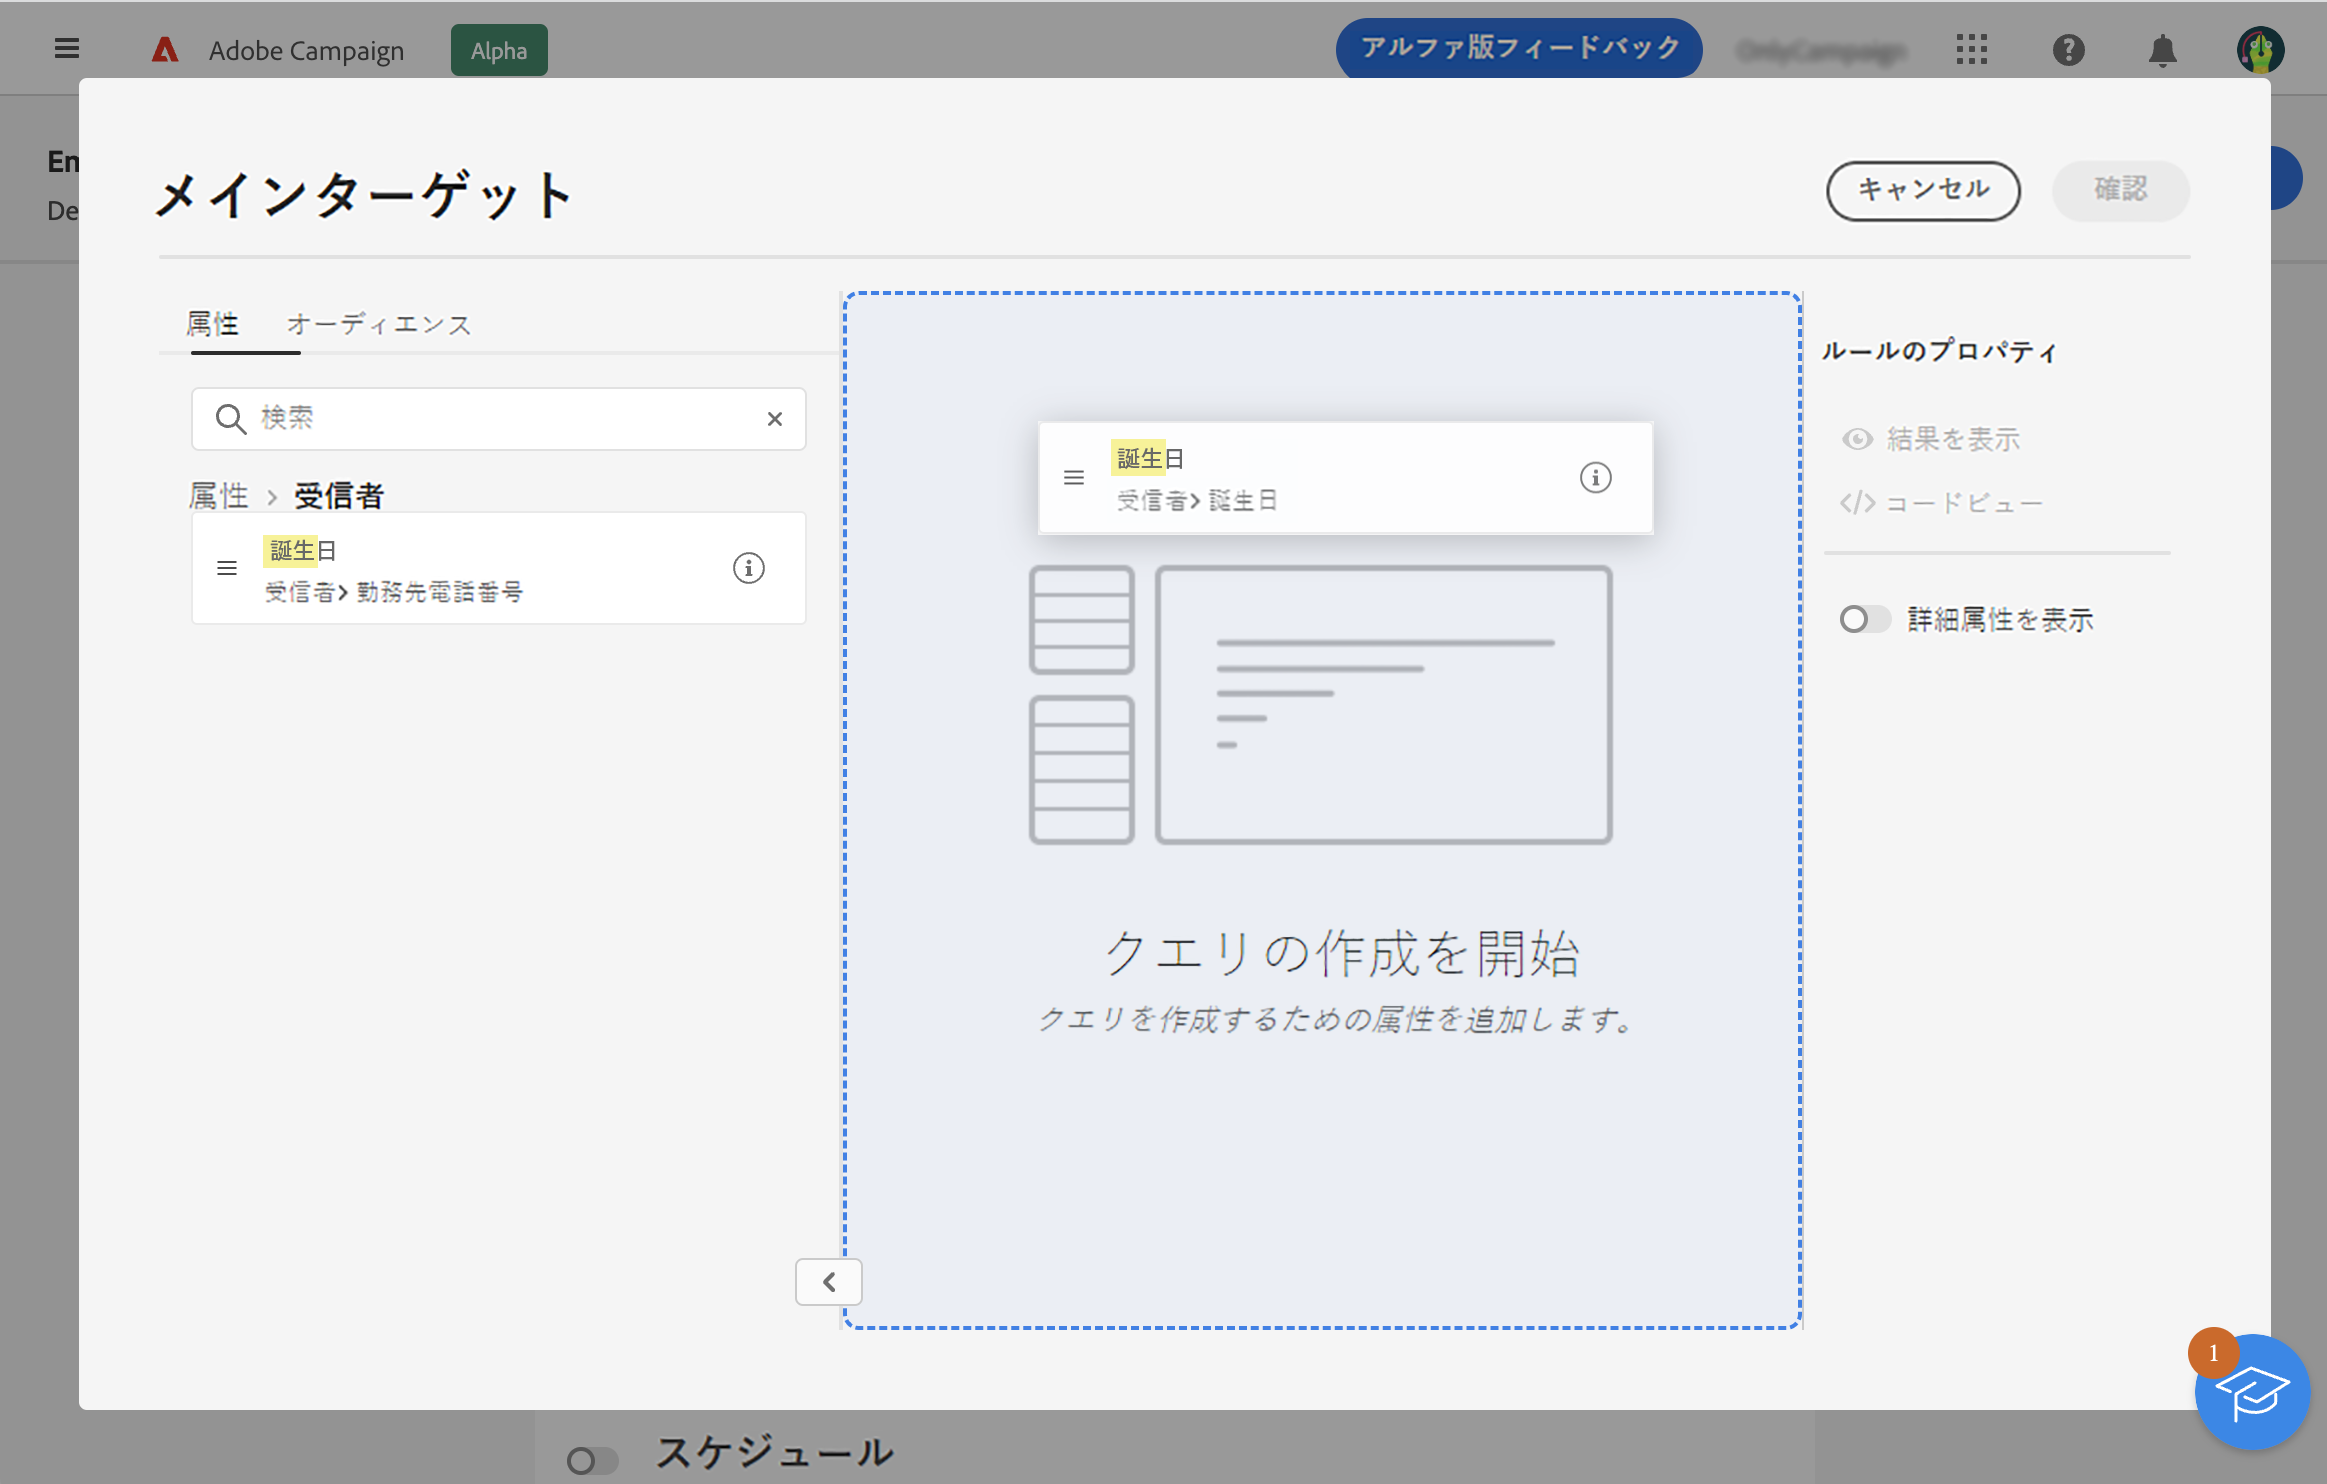 Adobe Campaign
Alpha
アルファ版フィードバック
En
De
メインターゲット
キャンセル
確認
属性
オーディエンス
検索
属性 > 受信者
誕生日
受信者> 勤務先電話番号
誕生日
受信者> 誕生日
クエリの作成を開始
クエリを作成するための属性を追加します。
ルールのプロパティ
結果を表示
</> コードビュー
詳細属性を表示
1
スケジュール